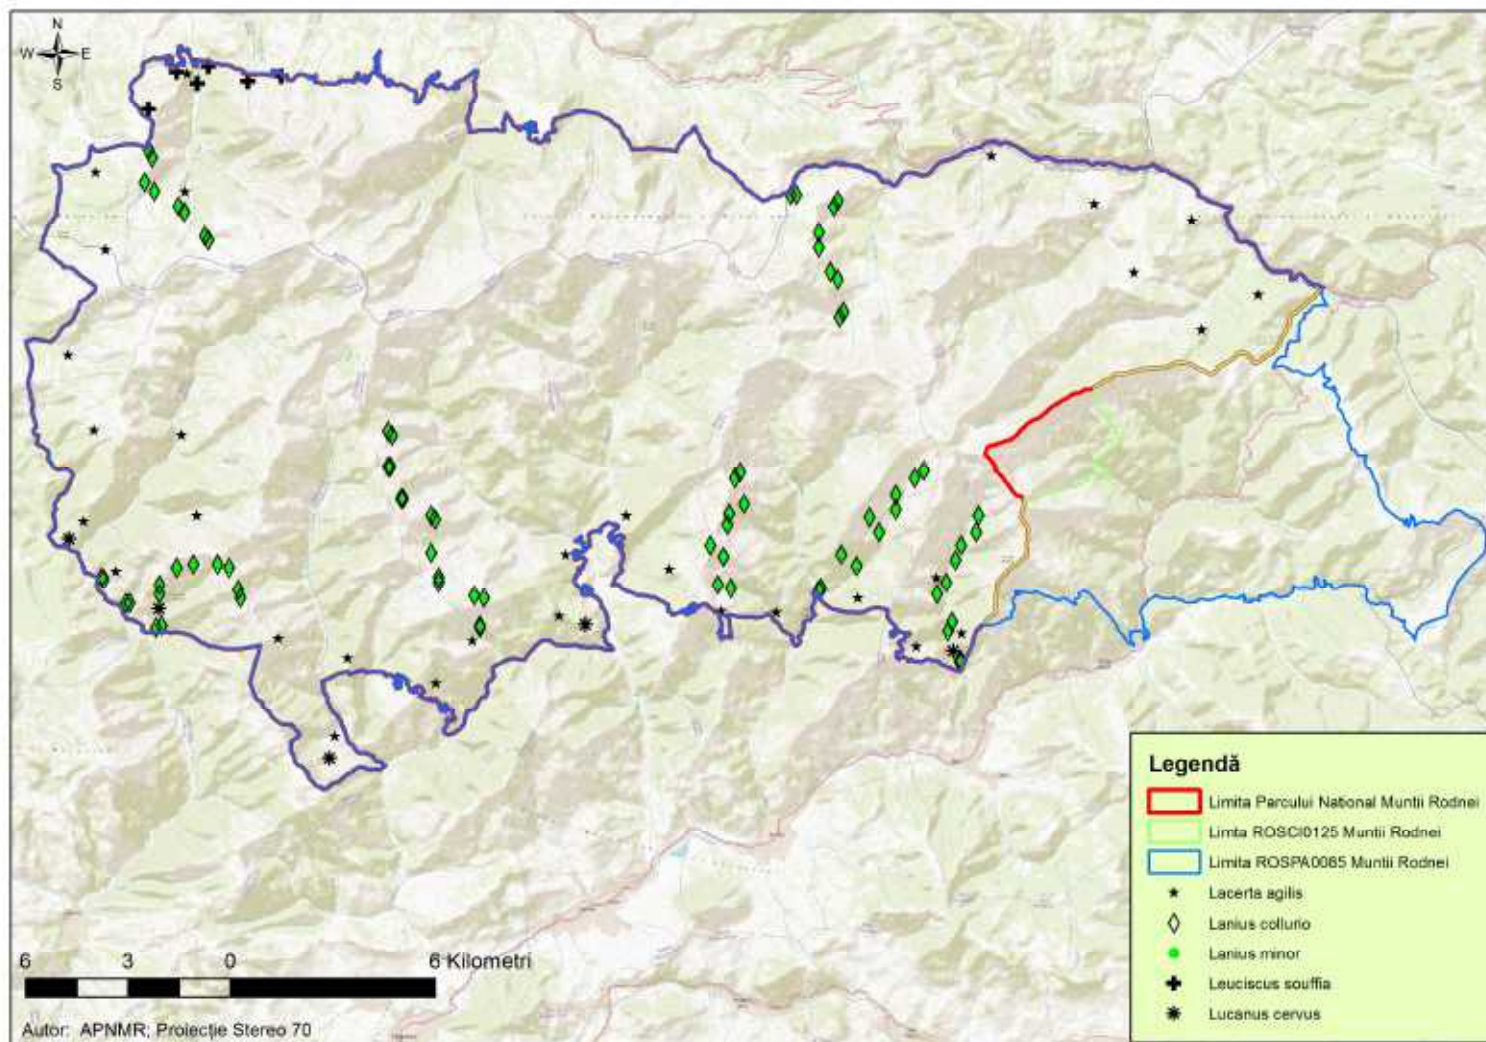 N
W E
S
Legendă
Limita Parcului National Muntii Rodnei
Limta ROSCI0125 Muntii Rodnei
Limita ROSPA0085 Muntii Rodnei
Lacerta agilis
Lanius collurio
Lanius minor
Leuciscus souffia
Lucanus cervus
6 3 0 6 Kilometri
Autor: APNMR; Proiecție Stereo 70